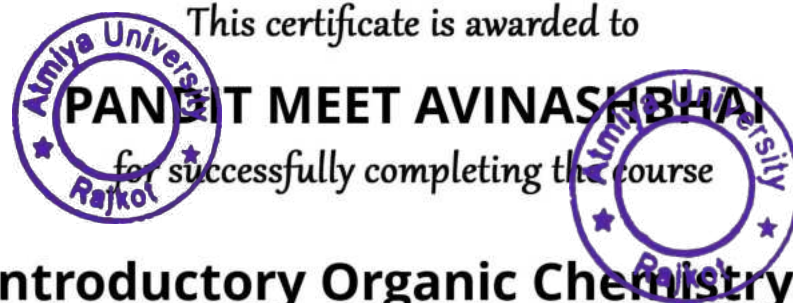 This certificate is awarded to
PANDIT MEET AVINASHBHAI
for successfully completing the course
ntroductory Organic Chemistry
Atmiya University
Rajkot
Atmiya University
Rajkot